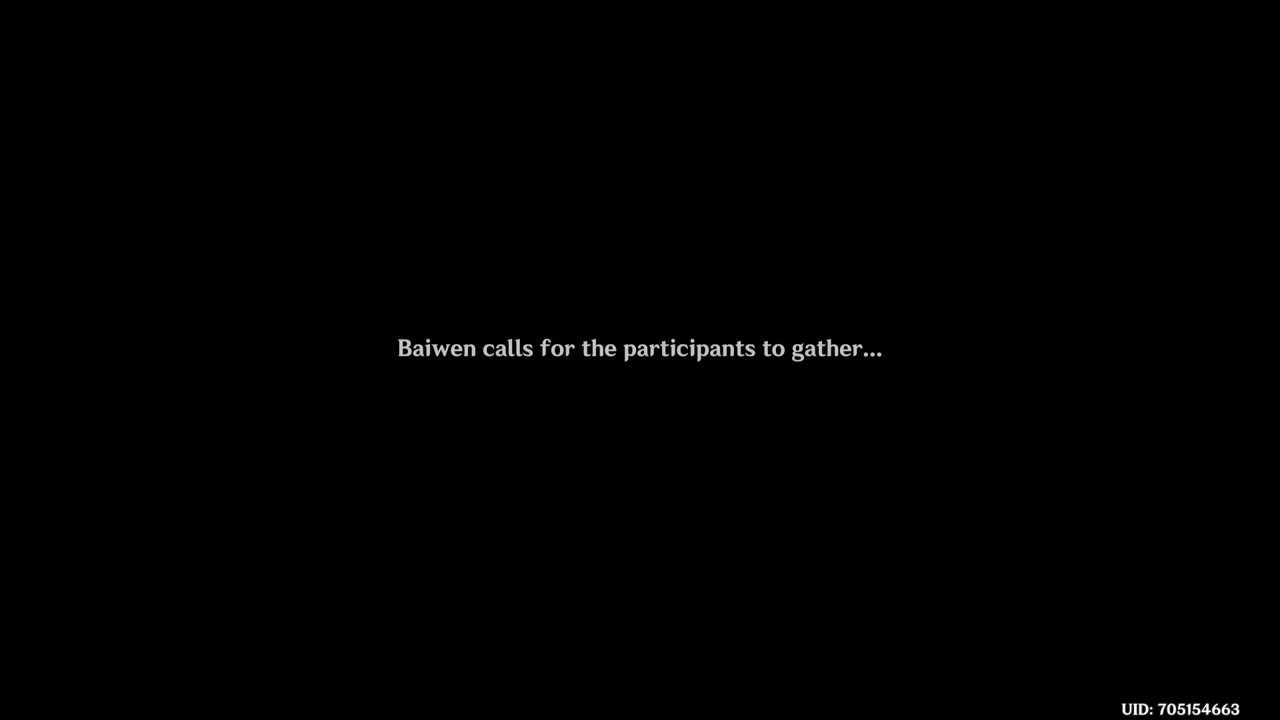 Baiwen calls for the participants to gather...
UID: 705154663